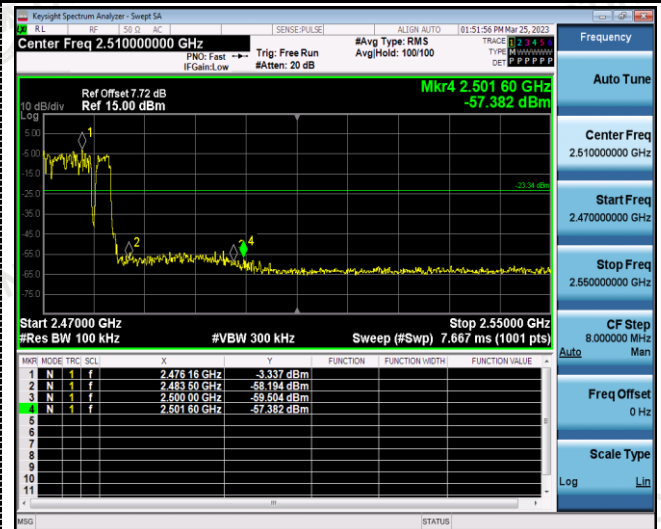 Keysight Spectrum Analyzer - Swept SA
RL RF 50 Ω AC SENSE:PULSE ALIGN AUTO 01:51:56 PM Mar 25, 2023
Center Freq 2.510000000 GHz
PNO: Fast
IFGain:Low
Trig: Free Run
#Atten: 20 dB
#Avg Type: RMS
Avg|Hold: 100/100
TRACE 1 2 3 4 5 6
TYPE M W W W W W
DET P P P P P P
Frequency
Mkr4 2.501 60 GHz
-57.382 dBm
Ref Offset 7.72 dB
10 dB/div Ref 15.00 dBm
Log
5.00
-5.00
-15.0
-25.0
-35.0
-45.0
-55.0
-65.0
-75.0
1
2
4
-23.34 dBm
Start 2.47000 GHz Stop 2.55000 GHz
#Res BW 100 kHz #VBW 300 kHz Sweep (#Swp) 7.667 ms (1001 pts)
MKR MODE TRC SCL X Y FUNCTION FUNCTION WIDTH FUNCTION VALUE
1 N 1 f 2.476 16 GHz -3.337 dBm
2 N 1 f 2.483 50 GHz -58.194 dBm
3 N 1 f 2.500 00 GHz -59.504 dBm
4 N 1 f 2.501 60 GHz -57.382 dBm
5
6
7
8
9
10
11
MSG STATUS
Auto Tune
Center Freq
2.510000000 GHz
Start Freq
2.470000000 GHz
Stop Freq
2.550000000 GHz
CF Step
8.000000 MHz
Auto Man
Freq Offset
0 Hz
Scale Type
Log Lin